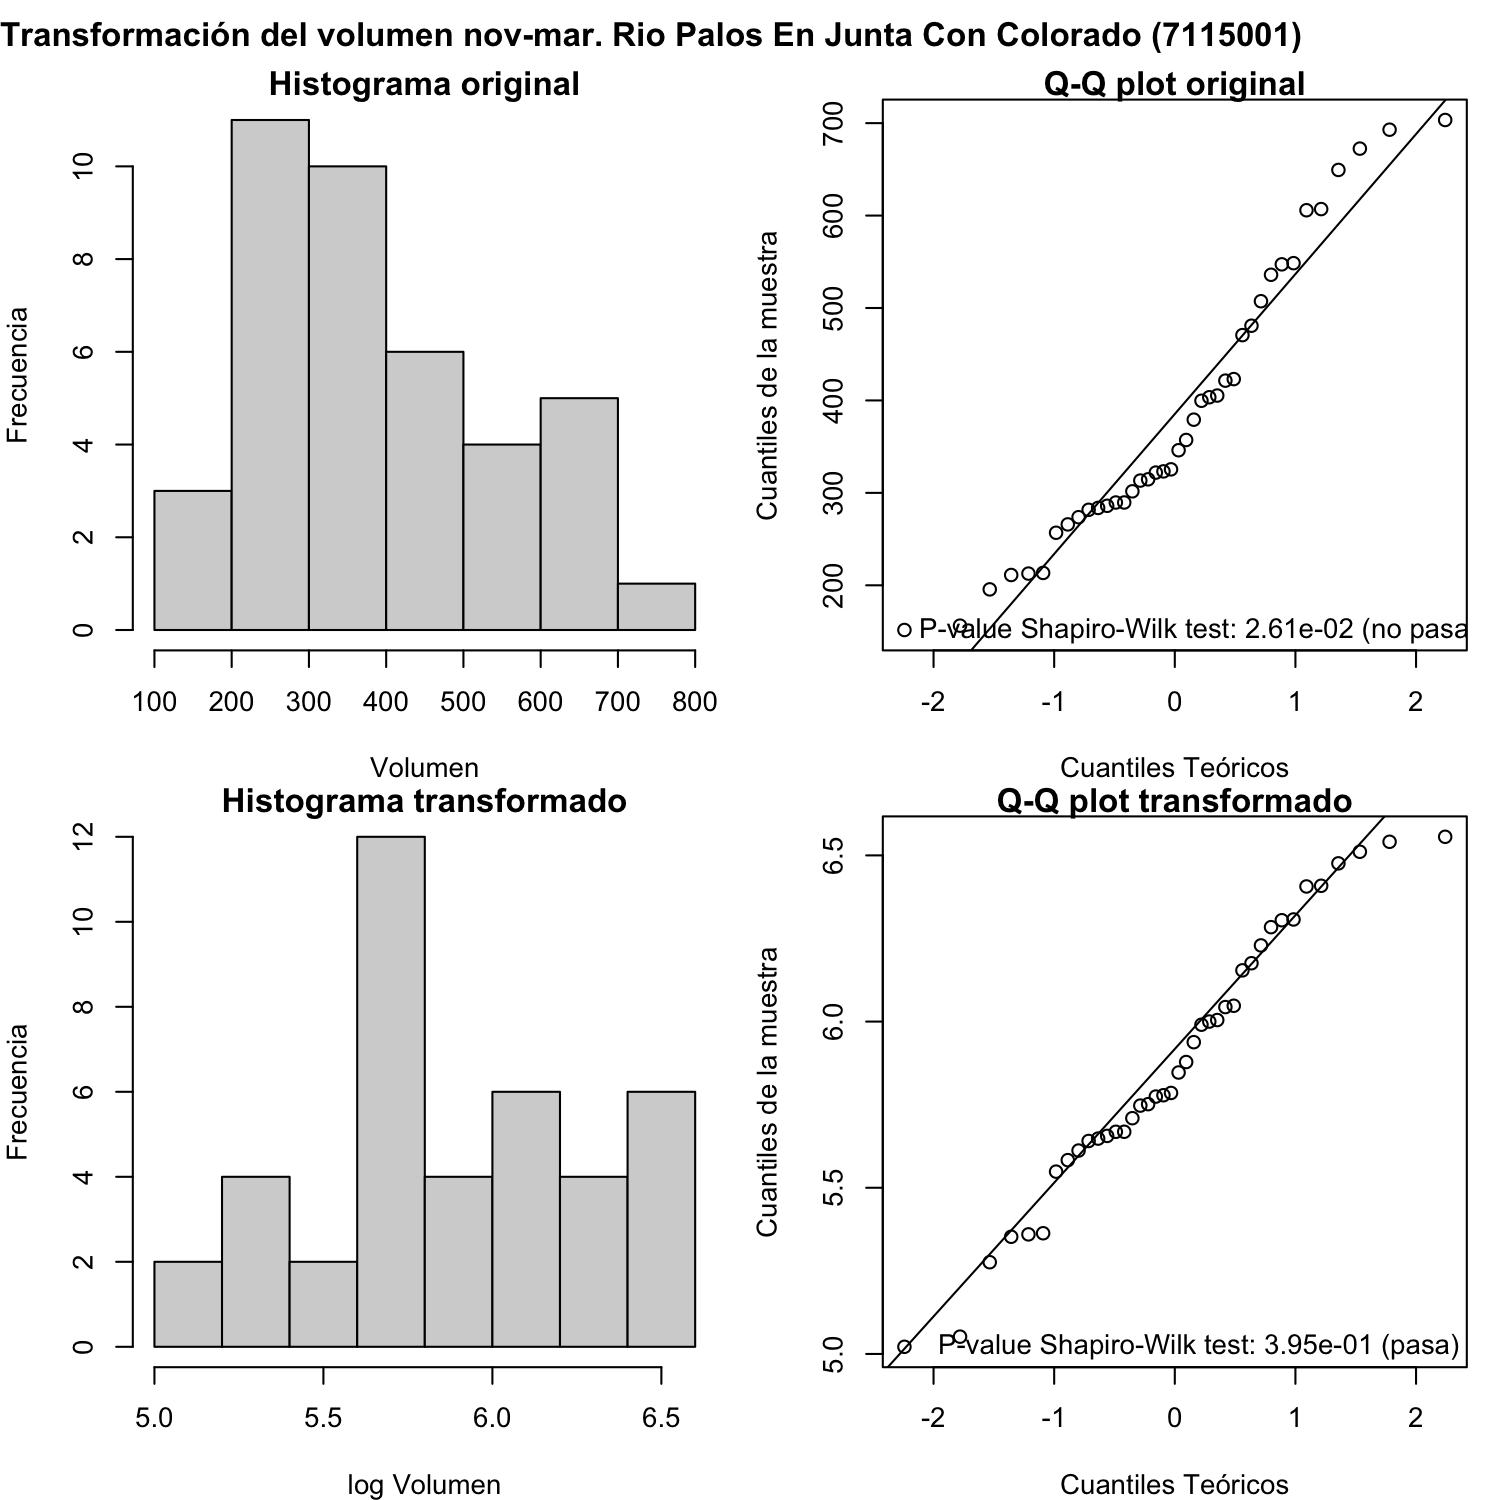 Transformación del volumen nov-mar. Rio Palos En Junta Con Colorado (7115001)
Histograma original
Frecuencia
0 2 4 6 8 10
100 200 300 400 500 600 700 800
Volumen
Q-Q plot original
Cuantiles de la muestra
200 300 400 500 600 700
P-value Shapiro-Wilk test: 2.61e-02 (no pasa
-2 -1 0 1 2
Cuantiles Teóricos
Histograma transformado
Frecuencia
0 2 4 6 8 10 12
5.0 5.5 6.0 6.5
log Volumen
Q-Q plot transformado
Cuantiles de la muestra
5.0 5.5 6.0 6.5
P-value Shapiro-Wilk test: 3.95e-01 (pasa)
-2 -1 0 1 2
Cuantiles Teóricos